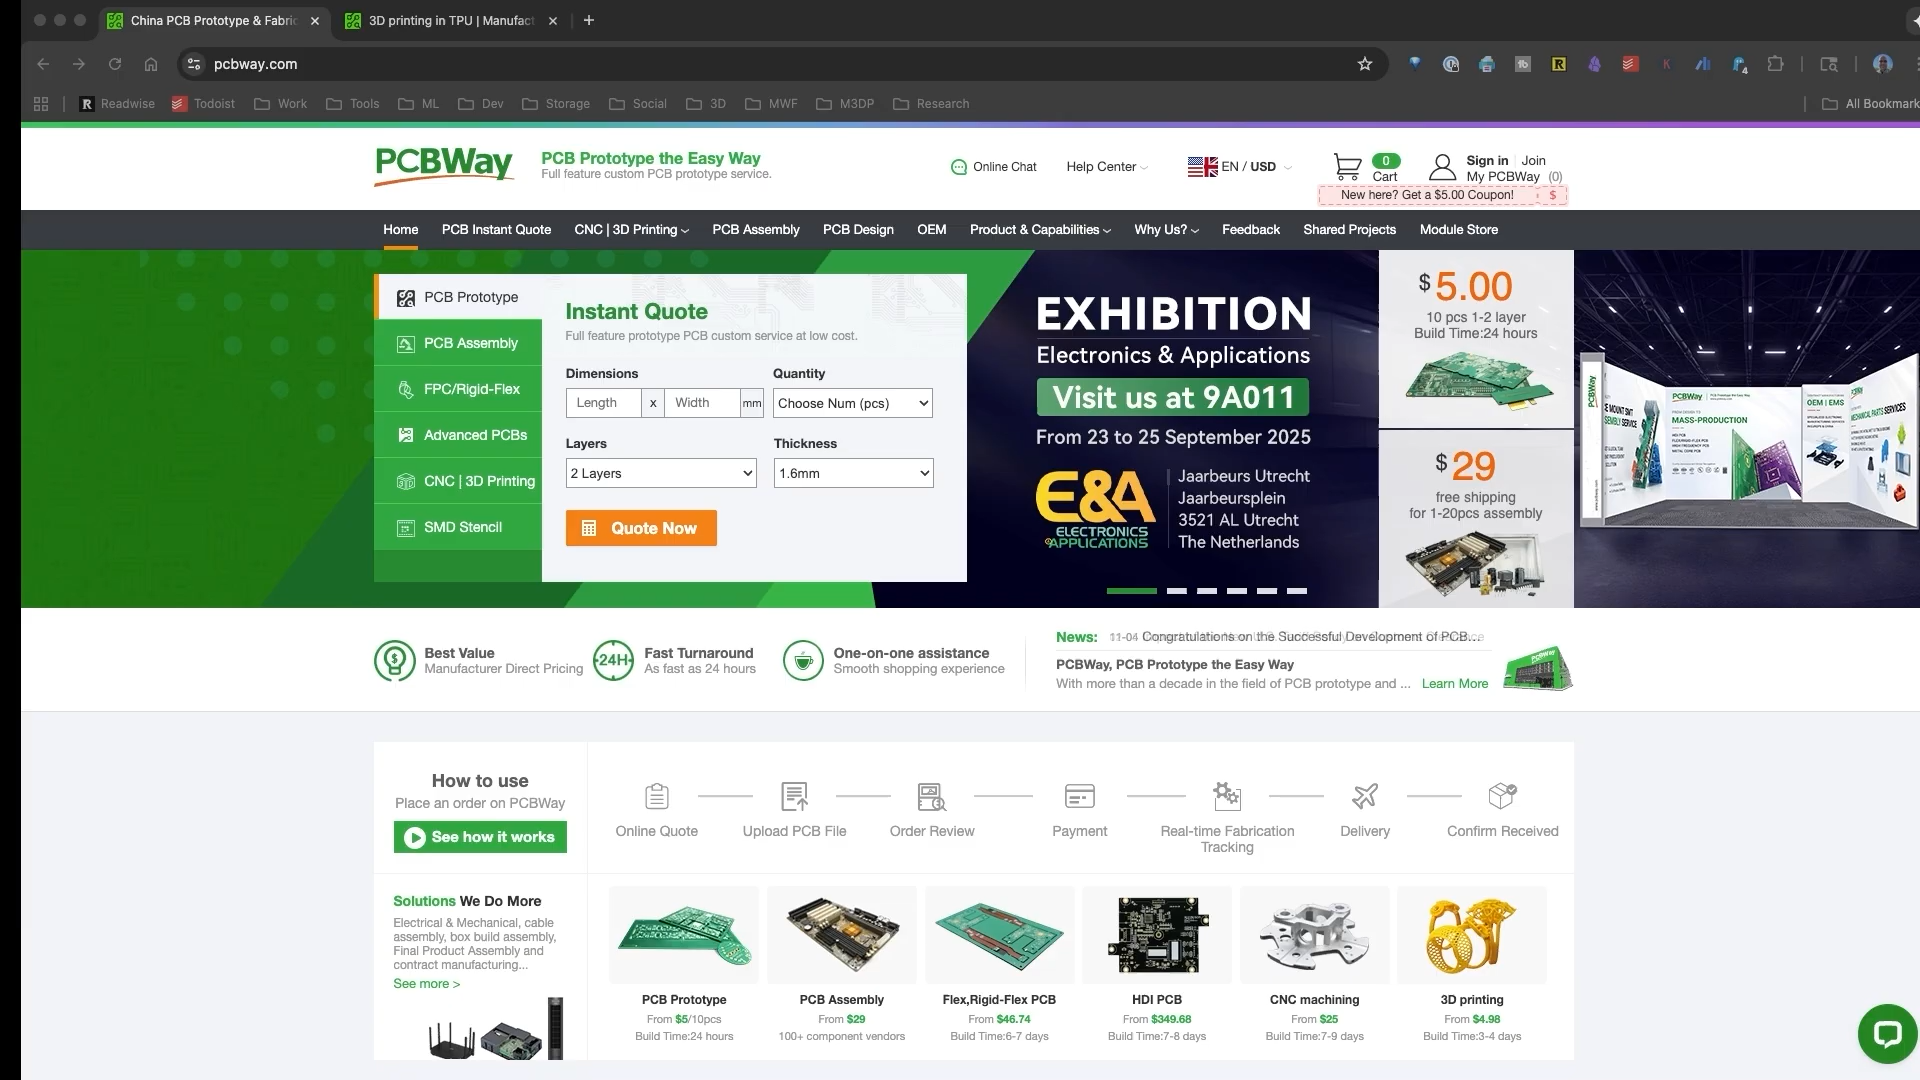 China PCB Prototype & Fabric
3D printing in TPU | Manufact
pcbway.com
Readwise
Todoist
Work
Tools
ML
Dev
Storage
Social
3D
MWF
M3DP
Research
All Bookmark
PCBWay
PCB Prototype the Easy Way
Full feature custom PCB prototype service.
Online Chat
Help Center
EN / USD
0
Cart
Sign in
Join
My PCBWay (0)
New here? Get a $5.00 Coupon!
$
Home
PCB Instant Quote
CNC | 3D Printing
PCB Assembly
PCB Design
OEM
Product & Capabilities
Why Us?
Feedback
Shared Projects
Module Store
PCB Prototype
PCB Assembly
FPC/Rigid-Flex
Advanced PCBs
CNC | 3D Printing
SMD Stencil
Instant Quote
Full feature prototype PCB custom service at low cost.
Dimensions
Quantity
Length
x
Width
mm
Choose Num (pcs)
Layers
Thickness
2 Layers
1.6mm
Quote Now
EXHIBITION
Electronics & Applications
Visit us at 9A011
From 23 to 25 September 2025
E&A
ELECTRONICS
&APPLICATIONS
Jaarbeurs Utrecht
Jaarbeursplein
3521 AL Utrecht
The Netherlands
$5.00
10 pcs 1-2 layer
Build Time:24 hours
$29
free shipping
for 1-20pcs assembly
PCBWay
PCBWay
MASS-PRODUCTION
OEM | EMS
Best Value
Manufacturer Direct Pricing
24H
Fast Turnaround
As fast as 24 hours
One-on-one assistance
Smooth shopping experience
News:
11-04
Congratulations on the Successful Development of PCB...
PCBWay, PCB Prototype the Easy Way
With more than a decade in the field of PCB prototype and ...
Learn More
How to use
Place an order on PCBWay
See how it works
Online Quote
Upload PCB File
Order Review
Payment
Real-time Fabrication
Tracking
Delivery
Confirm Received
Solutions We Do More
Electrical & Mechanical, cable
assembly, box build assembly,
Final Product Assembly and
contract manufacturing...
See more >
PCB Prototype
From $5/10pcs
Build Time:24 hours
PCB Assembly
From $29
100+ component vendors
Flex,Rigid-Flex PCB
From $46.74
Build Time:6-7 days
HDI PCB
From $349.68
Build Time:7-8 days
CNC machining
From $25
Build Time:7-9 days
3D printing
From $4.98
Build Time:3-4 days